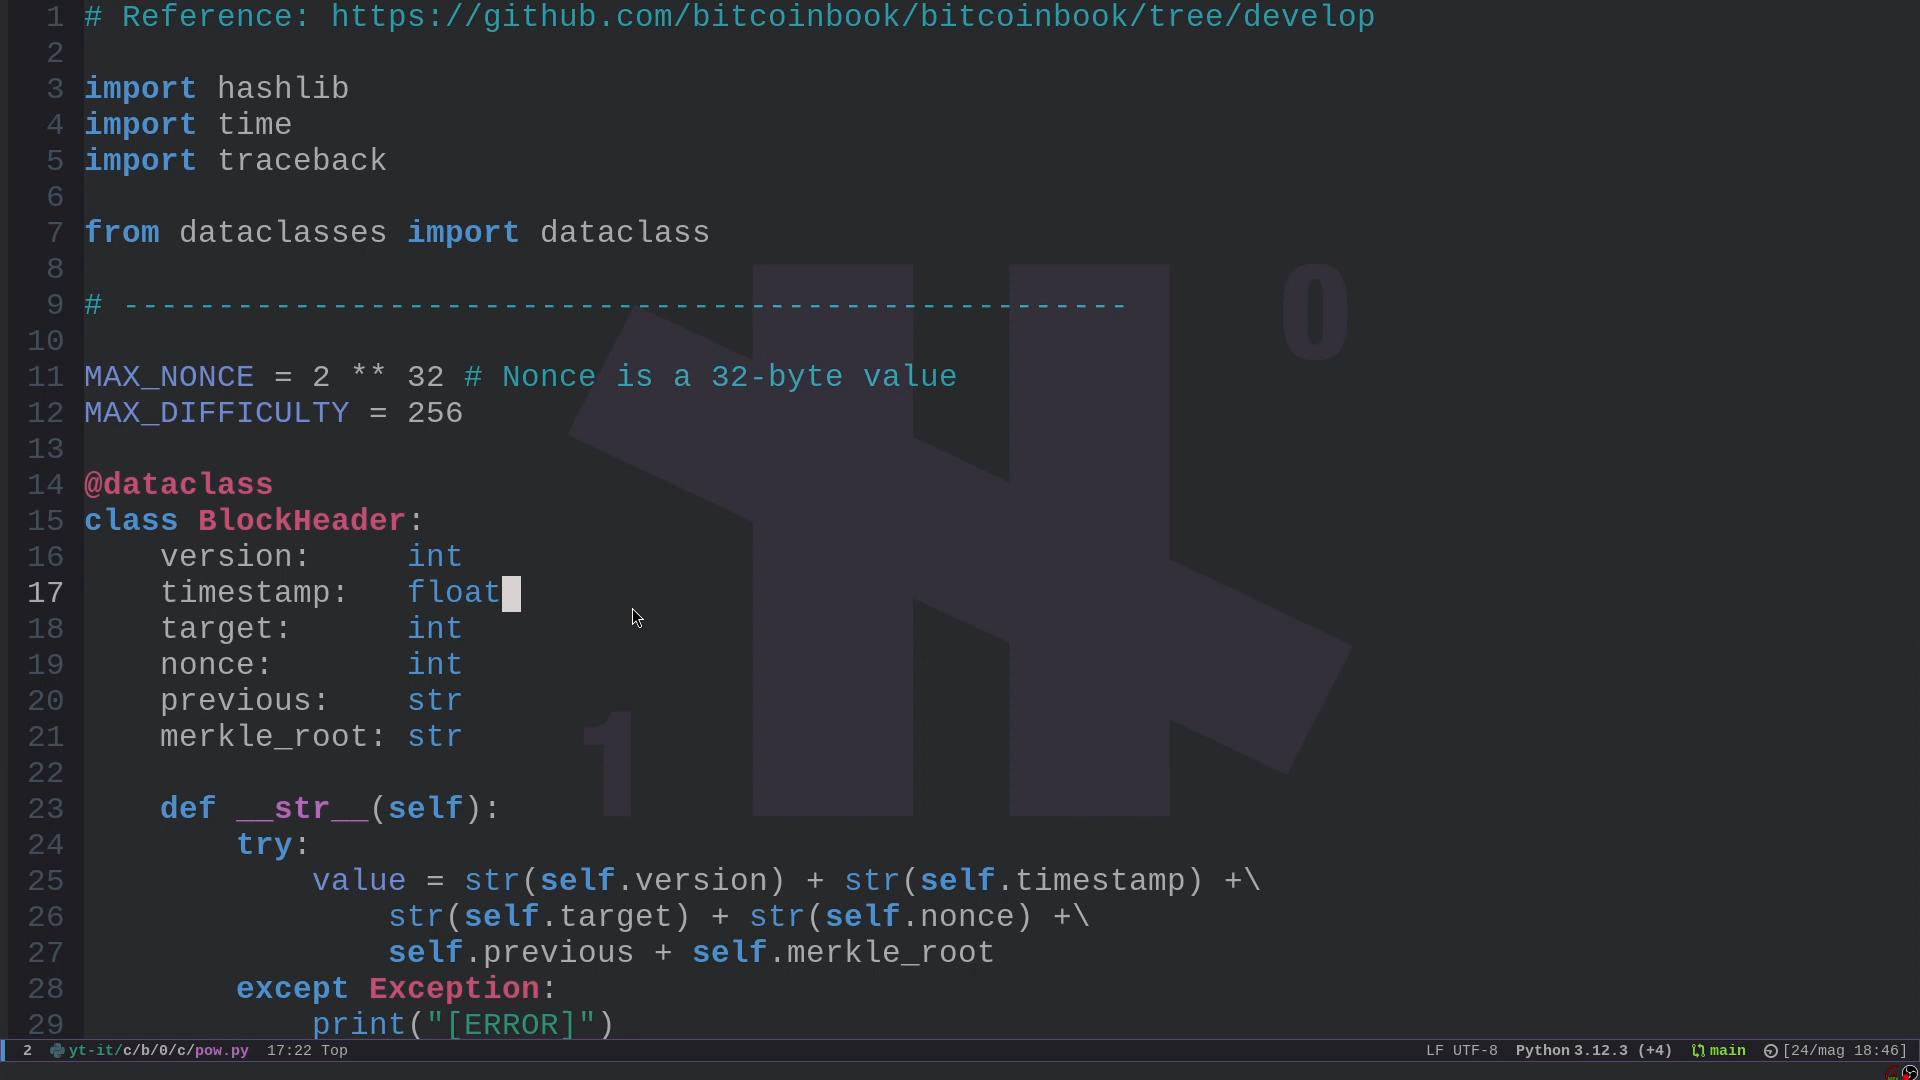 1 # Reference: https://github.com/bitcoinbook/bitcoinbook/tree/develop
2
3 import hashlib
4 import time
5 import traceback
6
7 from dataclasses import dataclass
8
9 # -----------------------------------------------------
10
11 MAX_NONCE = 2 ** 32 # Nonce is a 32-byte value
12 MAX_DIFFICULTY = 256
13
14 @dataclass
15 class BlockHeader:
16     version:     int
17     timestamp:   float
18     target:      int
19     nonce:       int
20     previous:    str
21     merkle_root: str
22
23     def __str__(self):
24         try:
25             value = str(self.version) + str(self.timestamp) +\
26                 str(self.target) + str(self.nonce) +\
27                 self.previous + self.merkle_root
28         except Exception:
29             print("[ERROR]")
0
1
2 yt-it/c/b/0/c/pow.py 17:22 Top LF UTF-8 Python 3.12.3 (+4) main [24/mag 18:46]